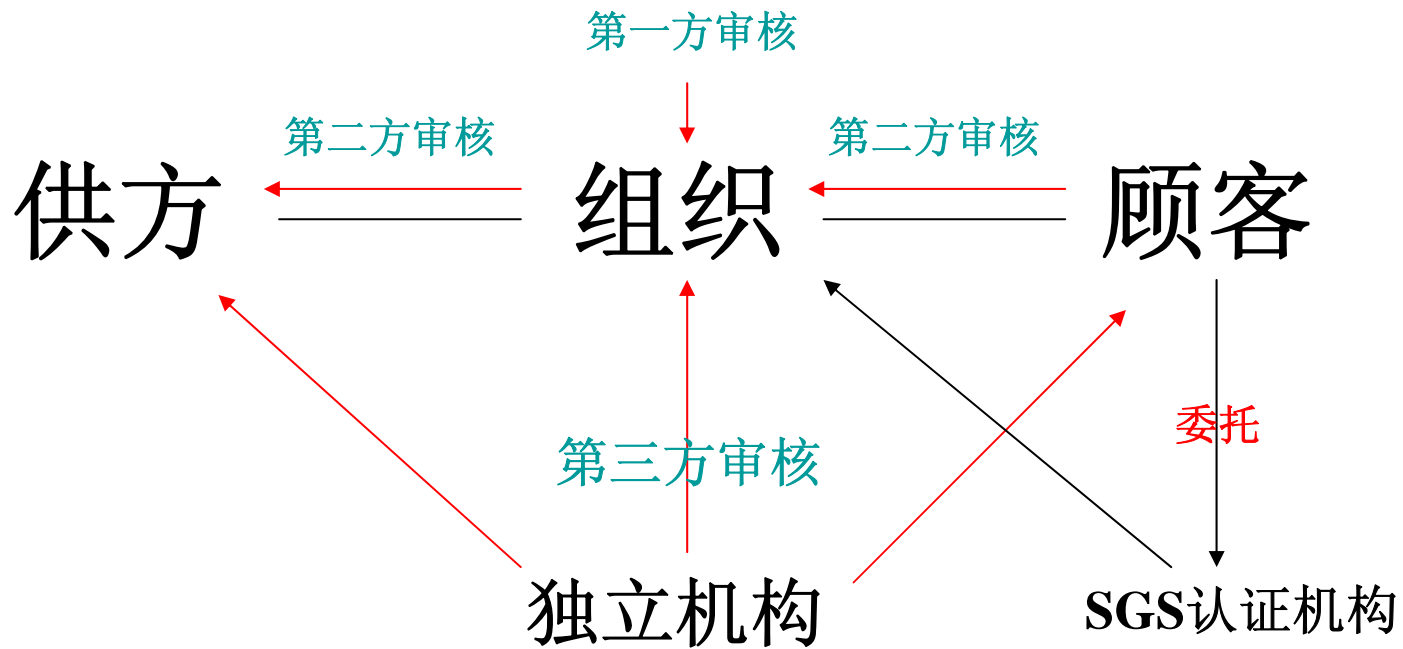 第一方审核
第二方审核
第二方审核
供方
组织
顾客
委托
第三方审核
独立机构
SGS认证机构